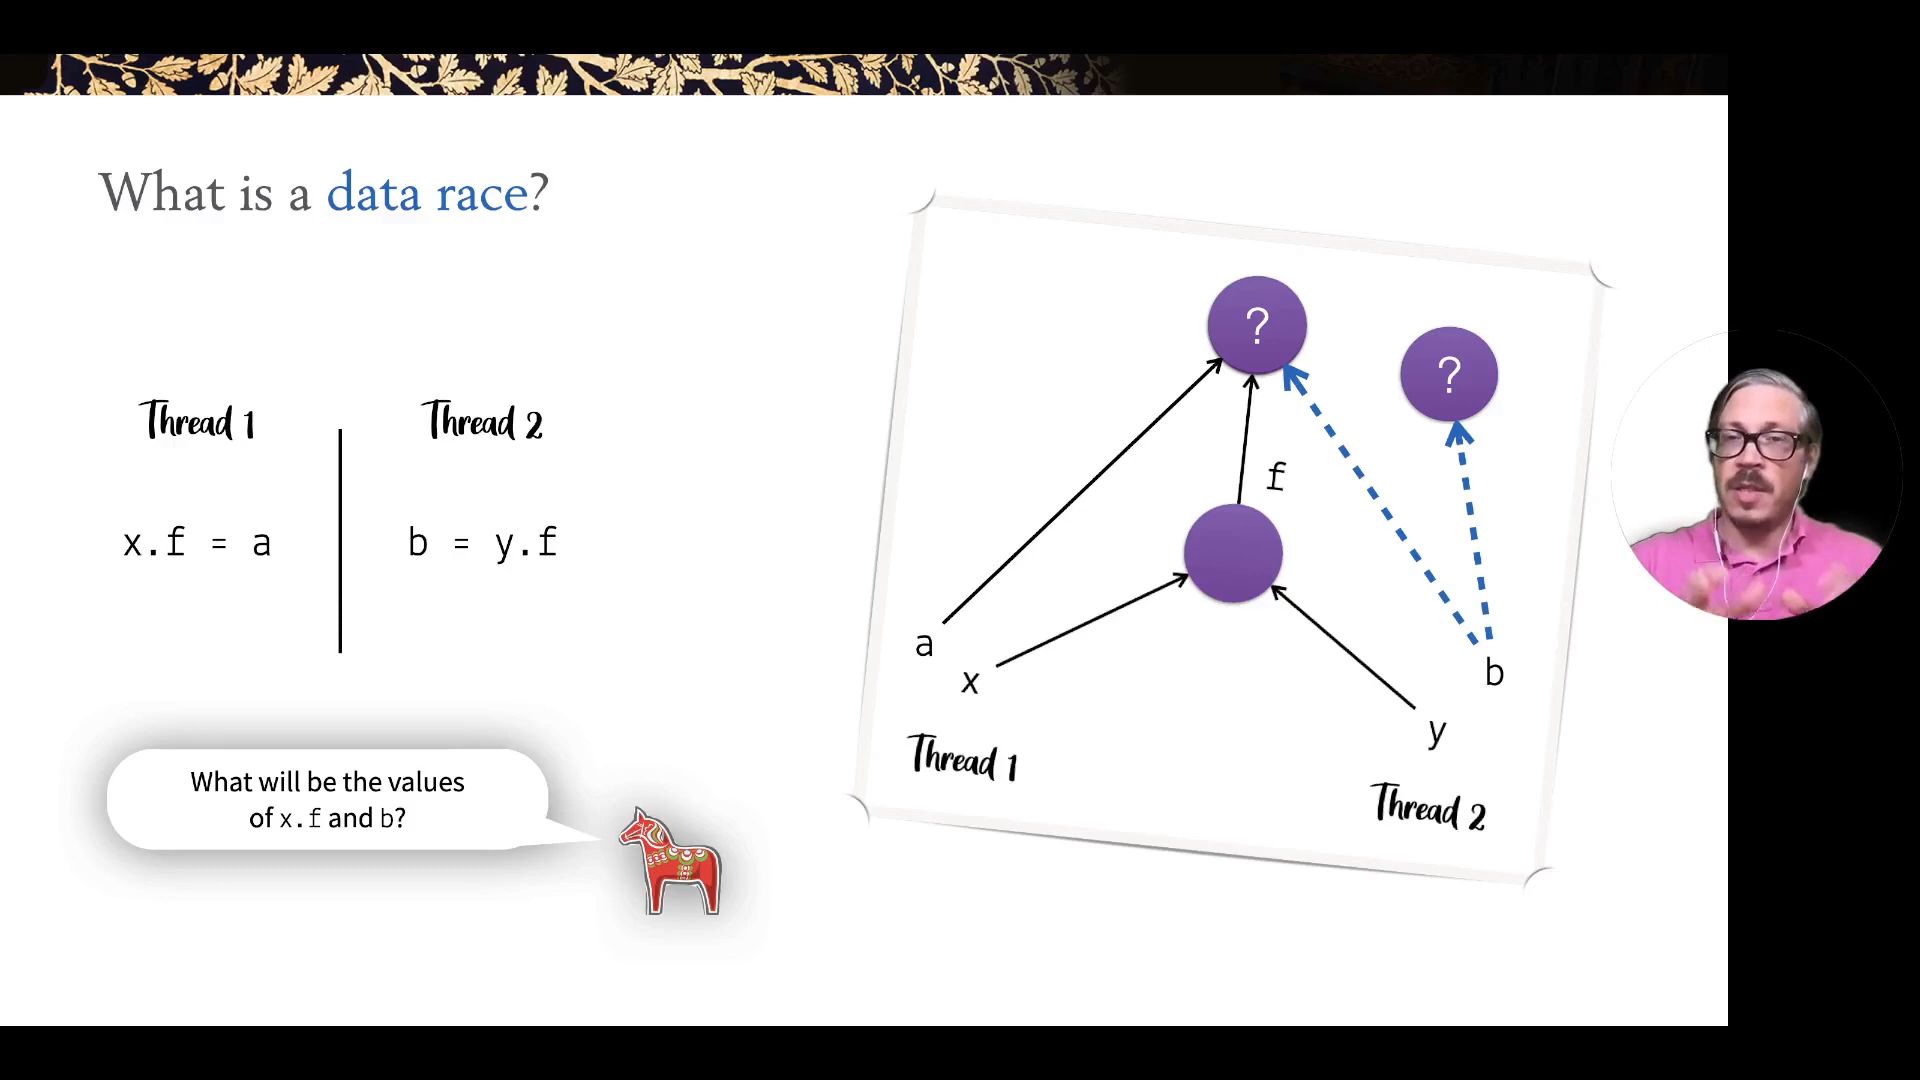 What is a data race?
Thread 1
Thread 2
x.f = a
b = y.f
What will be the values
of x.f and b?
?
?
f
a
x
b
y
Thread 1
Thread 2